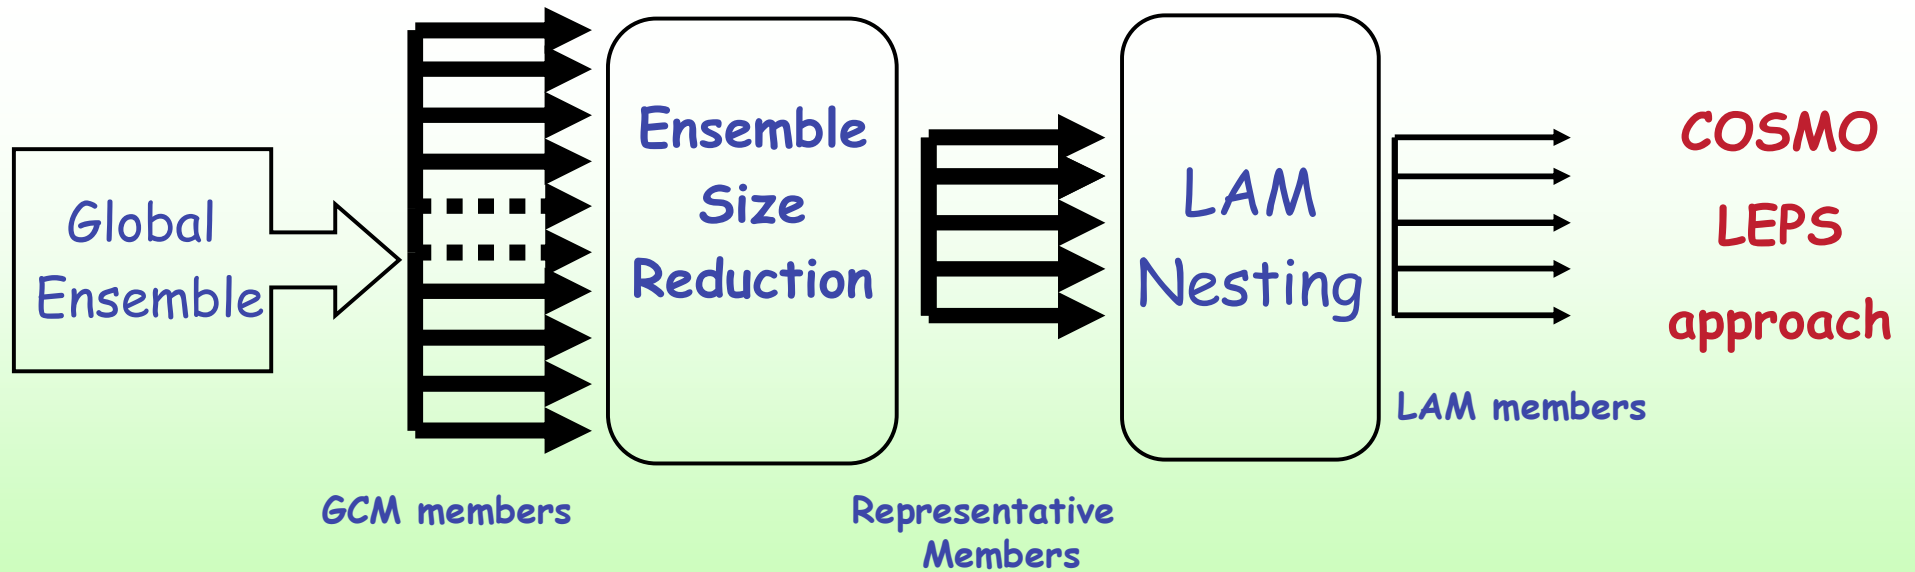 Global
Ensemble
GCM members
Ensemble
Size
Reduction
Representative
Members
LAM
Nesting
LAM members
COSMO
LEPS
approach